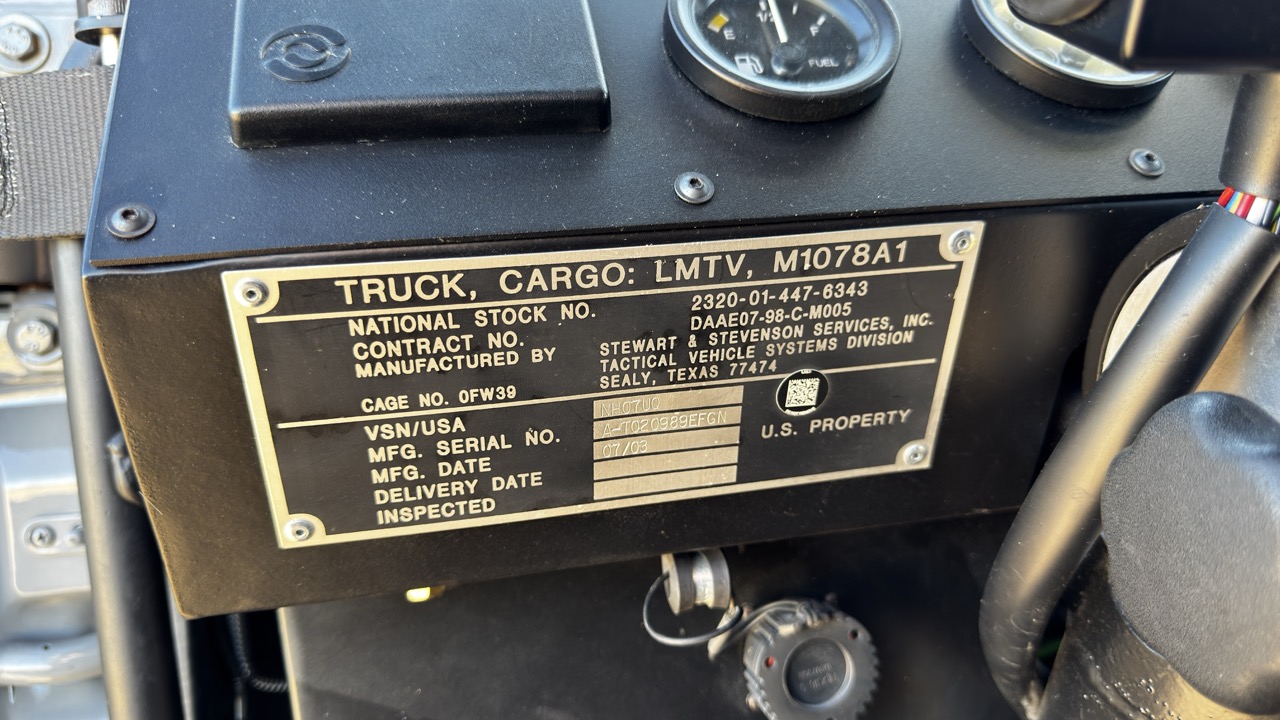 E 1/2 F
FUEL
TRUCK, CARGO: LMTV, M1078A1
NATIONAL STOCK NO. 2320-01-447-6343
CONTRACT NO. DAAE07-98-C-M005
MANUFACTURED BY STEWART & STEVENSON SERVICES, INC.
TACTICAL VEHICLE SYSTEMS DIVISION
SEALY, TEXAS 77474
CAGE NO. 0FW39
VSN/USA NH07U0
MFG. SERIAL NO. A-T020989EFGN
MFG. DATE 07/03
DELIVERY DATE
INSPECTED
U.S. PROPERTY